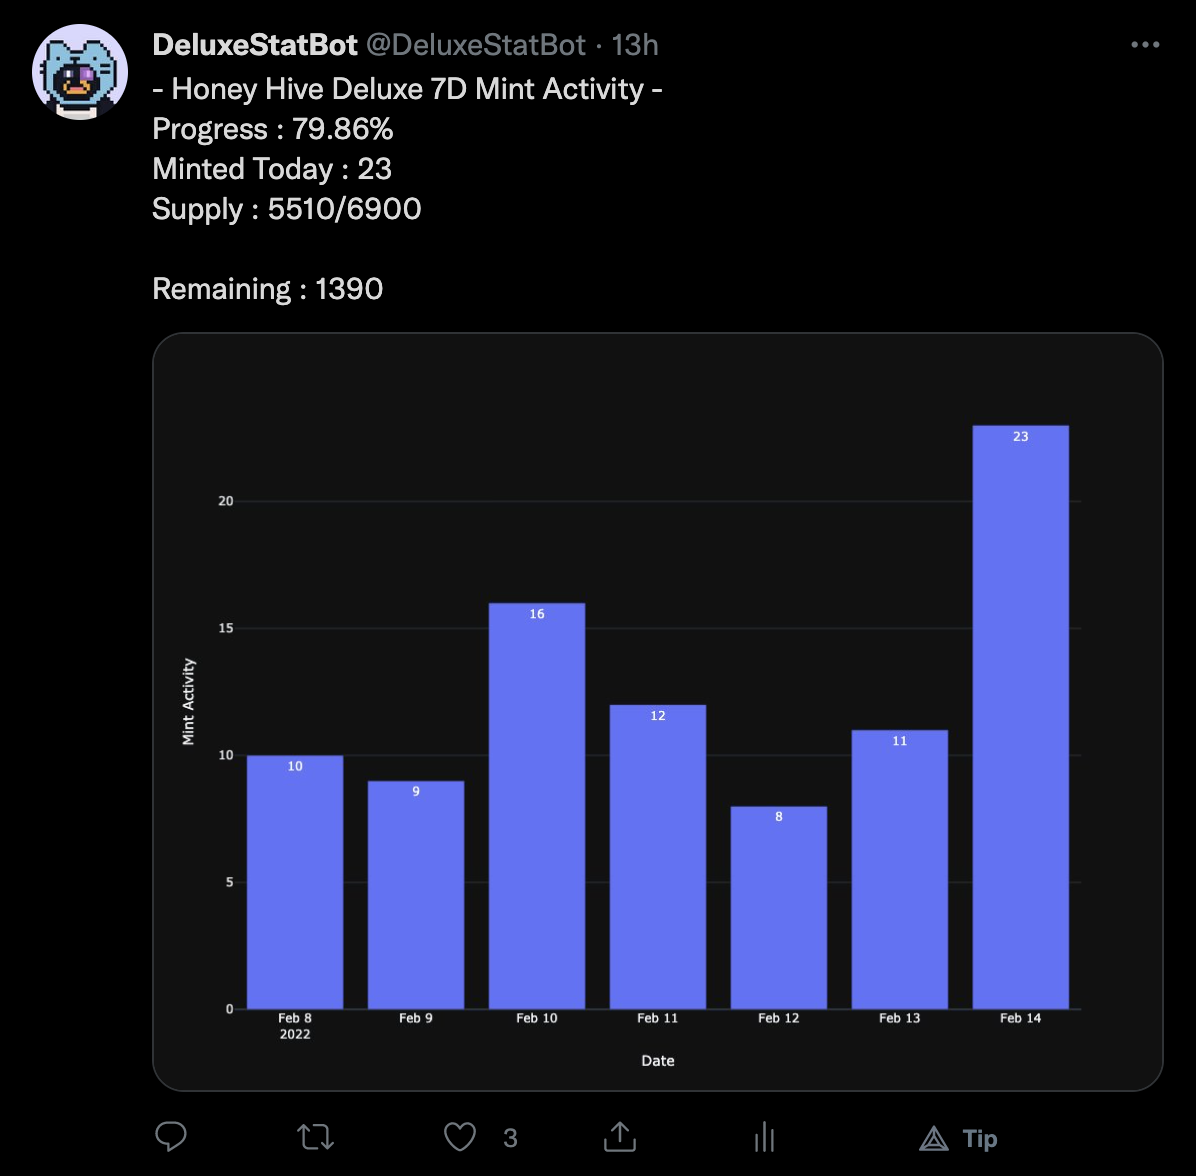 DeluxeStatBot @DeluxeStatBot · 13h
- Honey Hive Deluxe 7D Mint Activity -
Progress : 79.86%
Minted Today : 23
Supply : 5510/6900
Remaining : 1390
23
20
16
15
Mint Activity
12
11
10
10
9
8
5
0
Feb 8
2022
Feb 9
Feb 10
Feb 11
Feb 12
Feb 13
Feb 14
Date
3
Tip